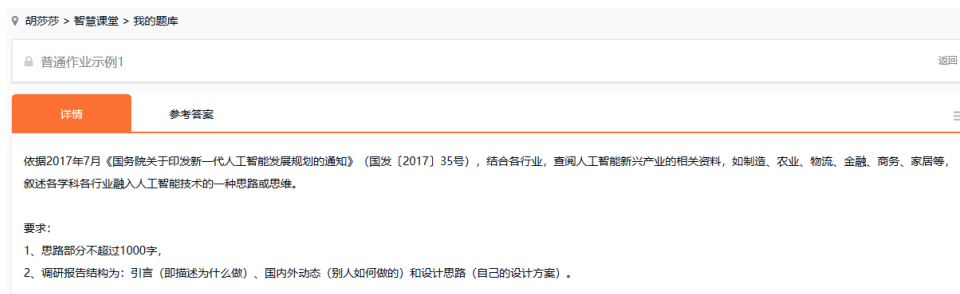 胡莎莎 > 智慧课堂 > 我的题库
普通作业示例1
返回
详情
参考答案
依据2017年7月《国务院关于印发新一代人工智能发展规划的通知》（国发〔2017〕35号），结合各行业，查阅人工智能新兴产业的相关资料，如制造、农业、物流、金融、商务、家居等，
叙述各学科各行业融入人工智能技术的一种思路或思维。
要求：
1、思路部分不超过1000字，
2、调研报告结构为：引言（即描述为什么做）、国内外动态（别人如何做的）和设计思路（自己的设计方案）。